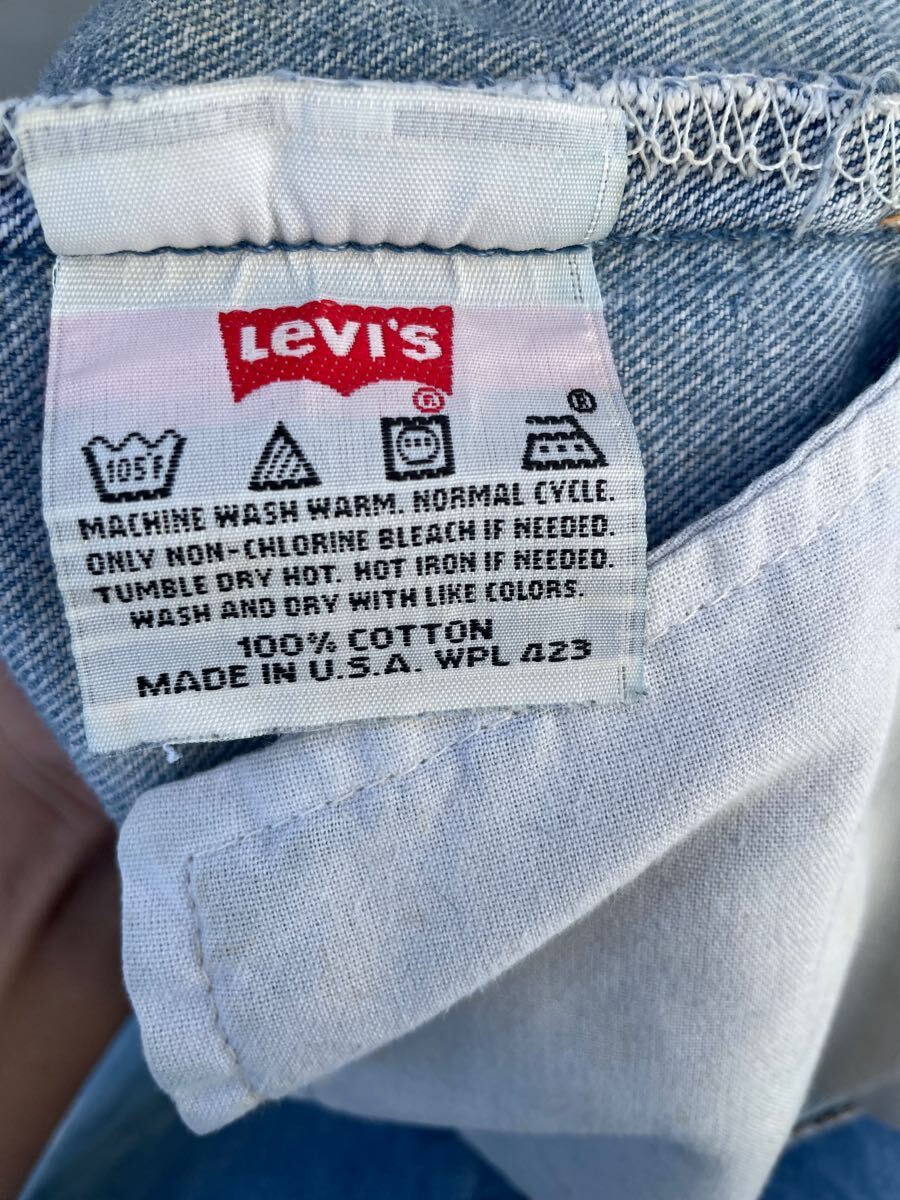 LEVI'S
®
®
105F
MACHINE WASH WARM. NORMAL CYCLE.
ONLY NON-CHLORINE BLEACH IF NEEDED.
TUMBLE DRY HOT. HOT IRON IF NEEDED.
WASH AND DRY WITH LIKE COLORS.
100% COTTON
MADE IN U.S.A. WPL 423